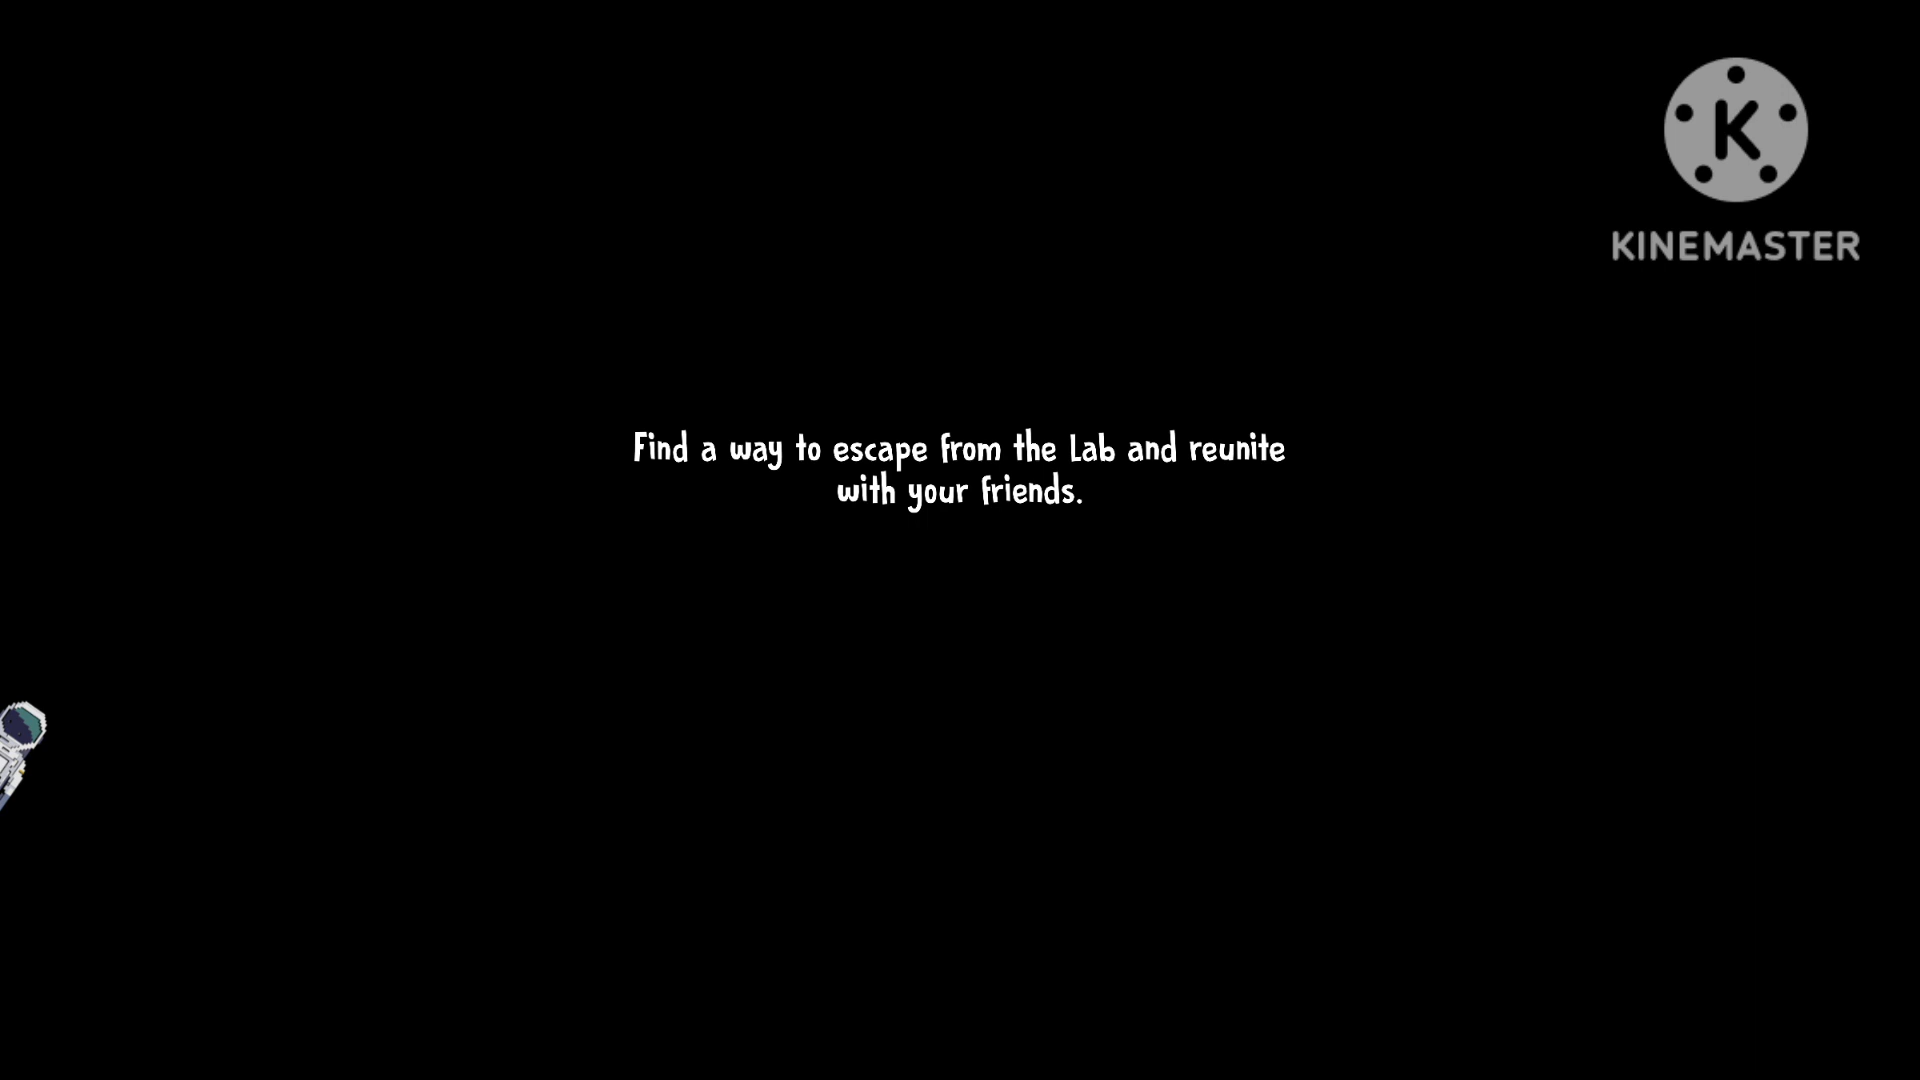 K
KINEMASTER
Find a way to escape from the Lab and reunite
with your friends.